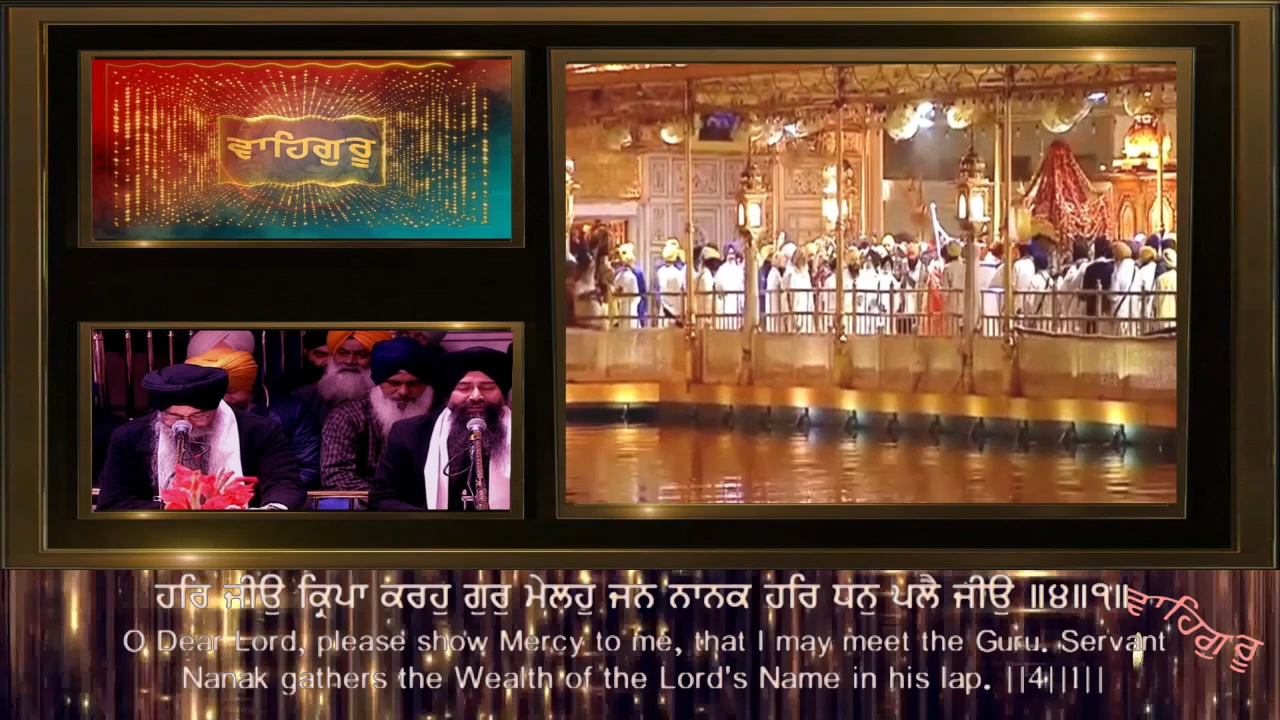 ਵਾਹਿਗੁਰੂ
ਹਰਿ ਜੀਉ ਕ੍ਰਿਪਾ ਕਰਹੁ ਗੁਰੁ ਮੇਲਹੁ ਜਨ ਨਾਨਕ ਹਰਿ ਧਨੁ ਪਲੈ ਜੀਉ ॥੪॥੧॥
ਵਾਹਿਗੁਰੂ
O Dear Lord, please show Mercy to me, that I may meet the Guru. Servant
Nanak gathers the Wealth of the Lord's Name in his lap. ||4||1||